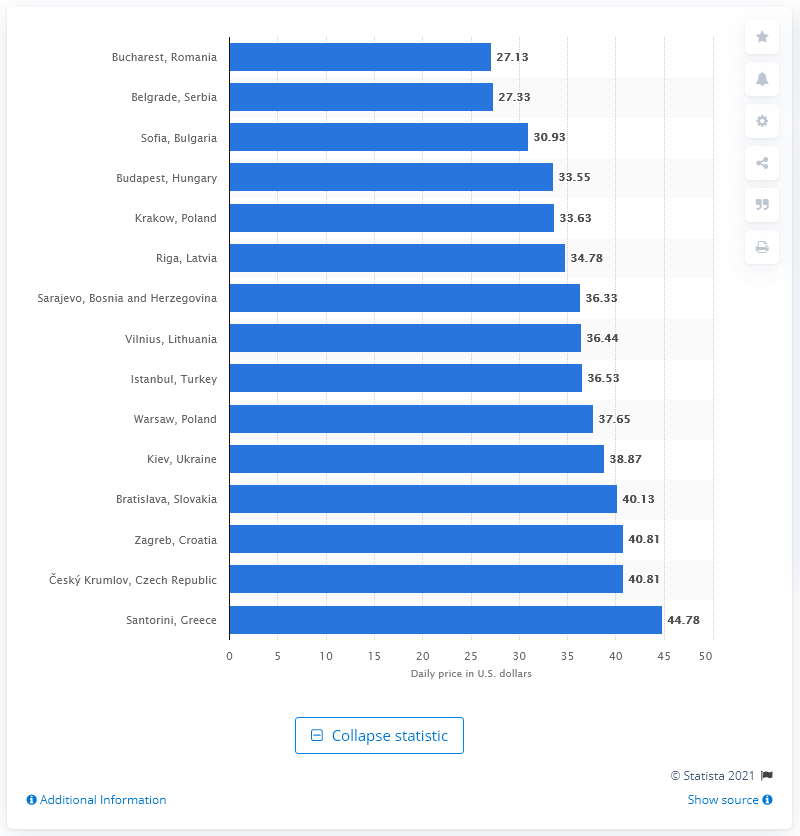 Bucharest, Romania 27.13
Belgrade, Serbia 27.33
Sofia, Bulgaria 30.93
Budapest, Hungary 33.55
Krakow, Poland 33.63
Riga, Latvia 34.78
Sarajevo, Bosnia and Herzegovina 36.33
Vilnius, Lithuania 36.44
Istanbul, Turkey 36.53
Warsaw, Poland 37.65
Kiev, Ukraine 38.87
Bratislava, Slovakia 40.13
Zagreb, Croatia 40.81
Český Krumlov, Czech Republic 40.81
Santorini, Greece 44.78
0 5 10 15 20 25 30 35 40 45 50
Daily price in U.S. dollars
Collapse statistic
© Statista 2021
Additional Information Show source